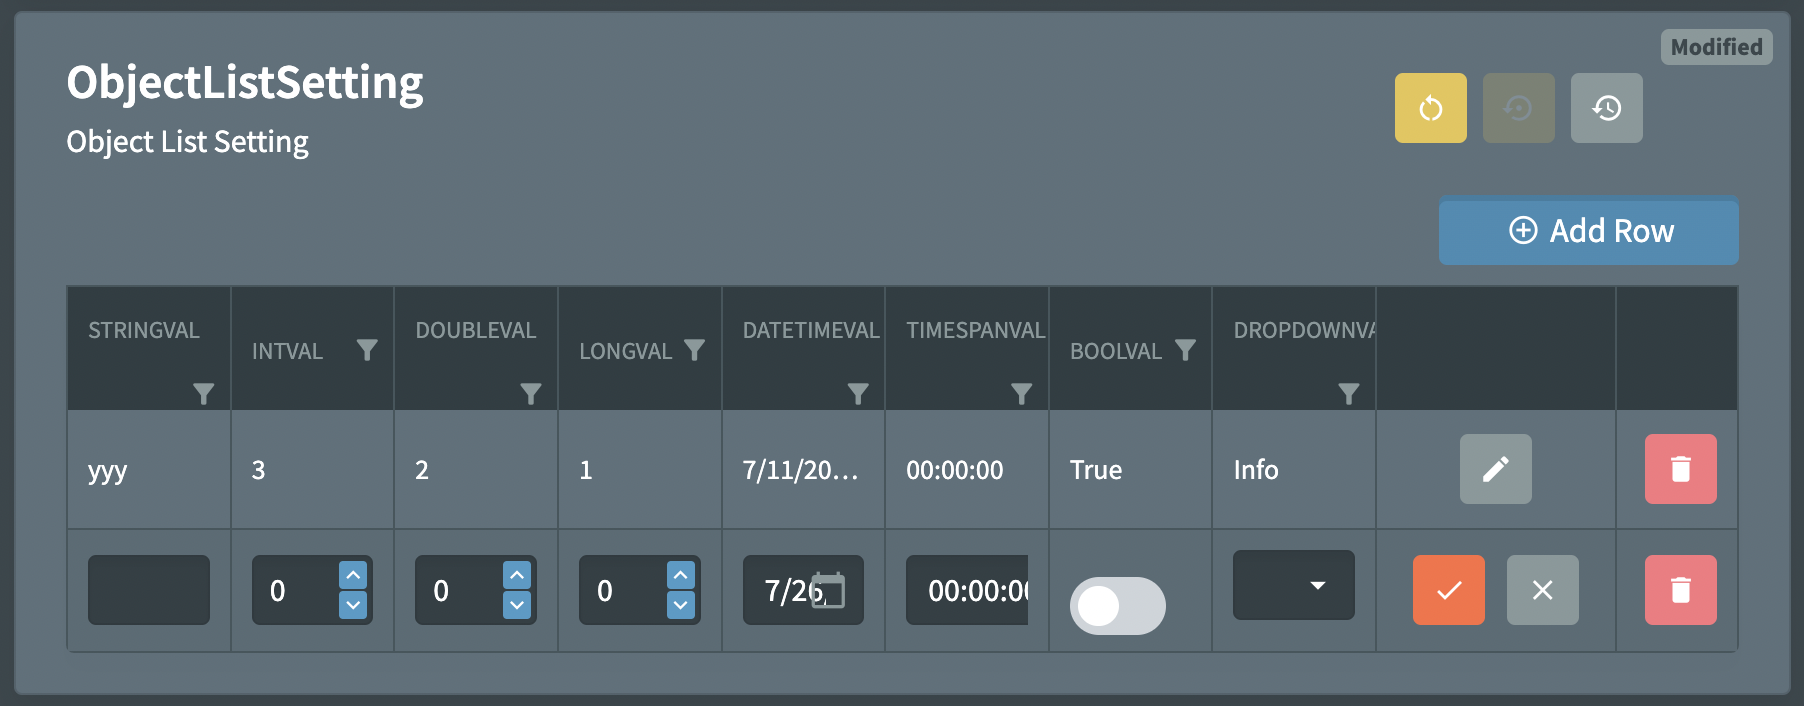 Modified
ObjectListSetting
Object List Setting
Add Row
STRINGVAL INTVAL DOUBLEVAL LONGVAL DATETIMEVAL TIMESPANVAL BOOLVAL DROPDOWNVA
yyy 3 2 1 7/11/20... 00:00:00 True Info
0 0 0 7/26, 00:00:00